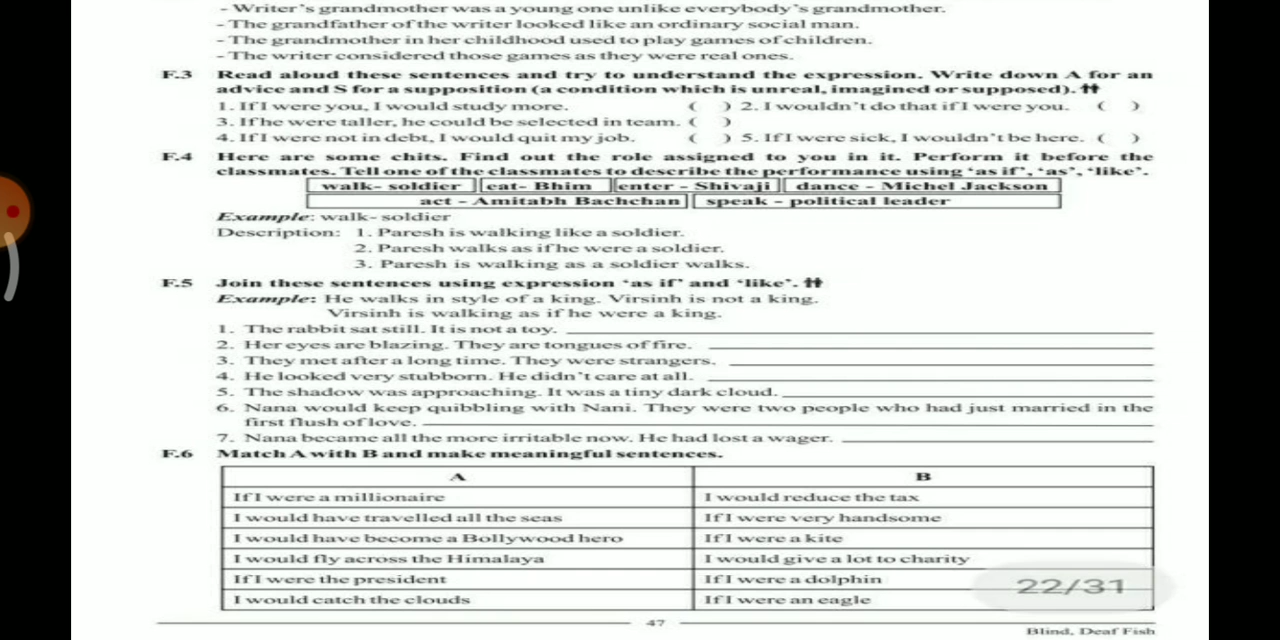 - Writer's grandmother was a young one unlike everybody's grandmother.
- The grandfather of the writer looked like an ordinary social man.
- The grandmother in her childhood used to play games of children.
- The writer considered those games as they were real ones.
F.3 Read aloud these sentences and try to understand the expression. Write down A for an
advice and S for a supposition (a condition which is unreal, imagined or supposed).
1. If I were you, I would study more. ( ) 2. I wouldn't do that if I were you. ( )
3. If he were taller, he could be selected in team. ( )
4. If I were not in debt, I would quit my job. ( ) 5. If I were sick, I wouldn't be here. ( )
F.4 Here are some chits. Find out the role assigned to you in it. Perform it before the
classmates. Tell one of the classmates to describe the performance using 'as if', 'as', 'like'.
walk- soldier eat- Bhim enter - Shivaji dance - Michel Jackson
act - Amitabh Bachchan speak - political leader
Example: walk- soldier
Description: 1. Paresh is walking like a soldier.
2. Paresh walks as if he were a soldier.
3. Paresh is walking as a soldier walks.
F.5 Join these sentences using expression 'as if' and 'like'.
Example: He walks in style of a king. Virsinh is not a king.
Virsinh is walking as if he were a king.
1. The rabbit sat still. It is not a toy.
2. Her eyes are blazing. They are tongues of fire.
3. They met after a long time. They were strangers.
4. He looked very stubborn. He didn't care at all.
5. The shadow was approaching. It was a tiny dark cloud.
6. Nana would keep quibbling with Nani. They were two people who had just married in the
first flush of love.
7. Nana became all the more irritable now. He had lost a wager.
F.6 Match A with B and make meaningful sentences.
A B
If I were a millionaire I would reduce the tax
I would have travelled all the seas If I were very handsome
I would have become a Bollywood hero If I were a kite
I would fly across the Himalaya I would give a lot to charity
If I were the president If I were a dolphin
I would catch the clouds If I were an eagle
22/31
47
Blind, Deaf Fish